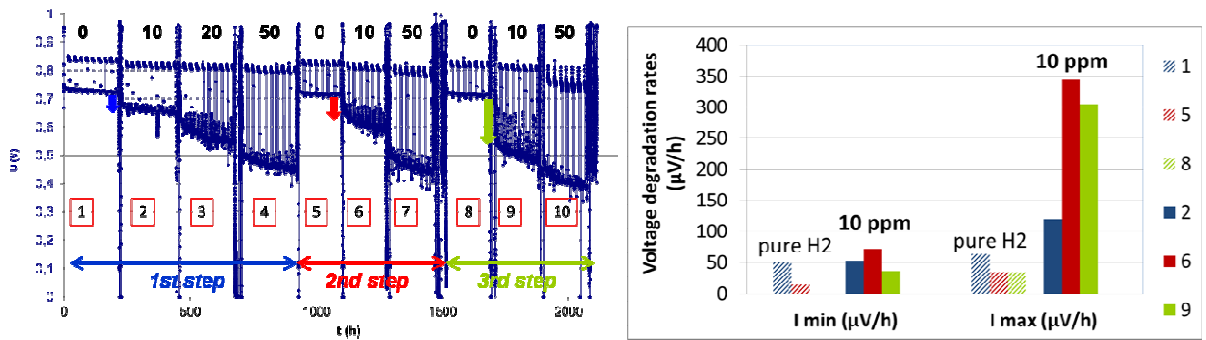 0 10 20 50 0 10 50 0 10 50
1
0,9
0,8
0,7
0,6
0,5
0,4
0,3
0,2
0,1
0
U (V)
1 2 3 4 5 6 7 8 9 10
1st step 2nd step 3rd step
0 500 1000 1500 2000
t (h)
Voltage degradation rates
(µV/h)
400
350
300
250
200
150
100
50
0
pure H2 10 ppm pure H2 10 ppm
I min (µV/h) I max (µV/h)
1
5
8
2
6
9